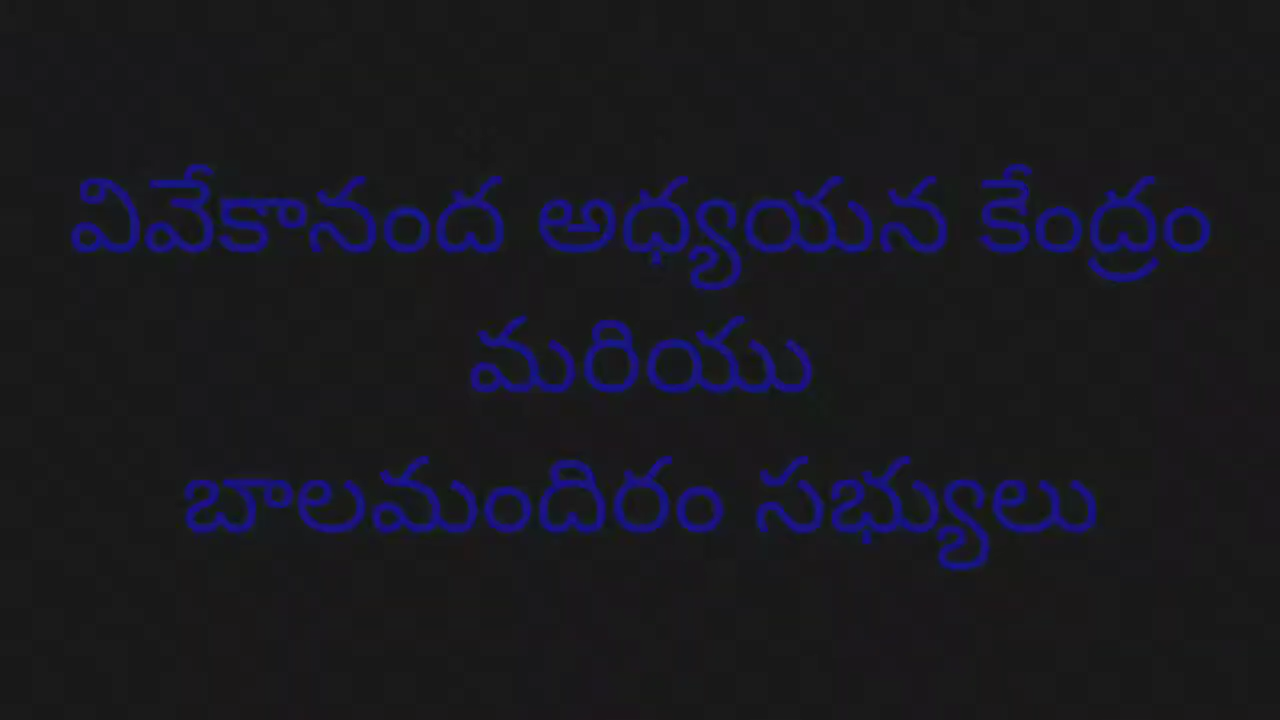 వివేకానంద అధ్యయన కేంద్రం
మరియు
బాలమందిరం సభ్యులు